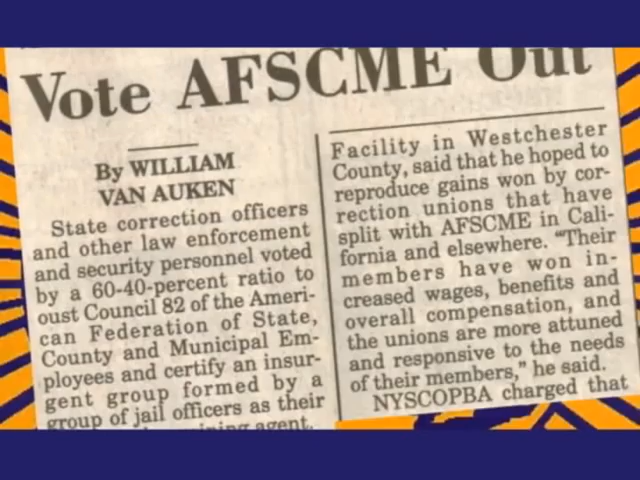 Vote AFSCME Out
By WILLIAM
VAN AUKEN
State correction officers
and other law enforcement
and security personnel voted
by a 60-40-percent ratio to
oust Council 82 of the Ameri-
can Federation of State,
County and Municipal Em-
ployees and certify an insur-
gent group formed by a
group of jail officers as their
agent.
Facility in Westchester
County, said that he hoped to
reproduce gains won by cor-
rection unions that have
split with AFSCME in Cali-
fornia and elsewhere. “Their
members have won in-
creased wages, benefits and
overall compensation, and
the unions are more attuned
and responsive to the needs
of their members,” he said.
NYSCOPBA charged that